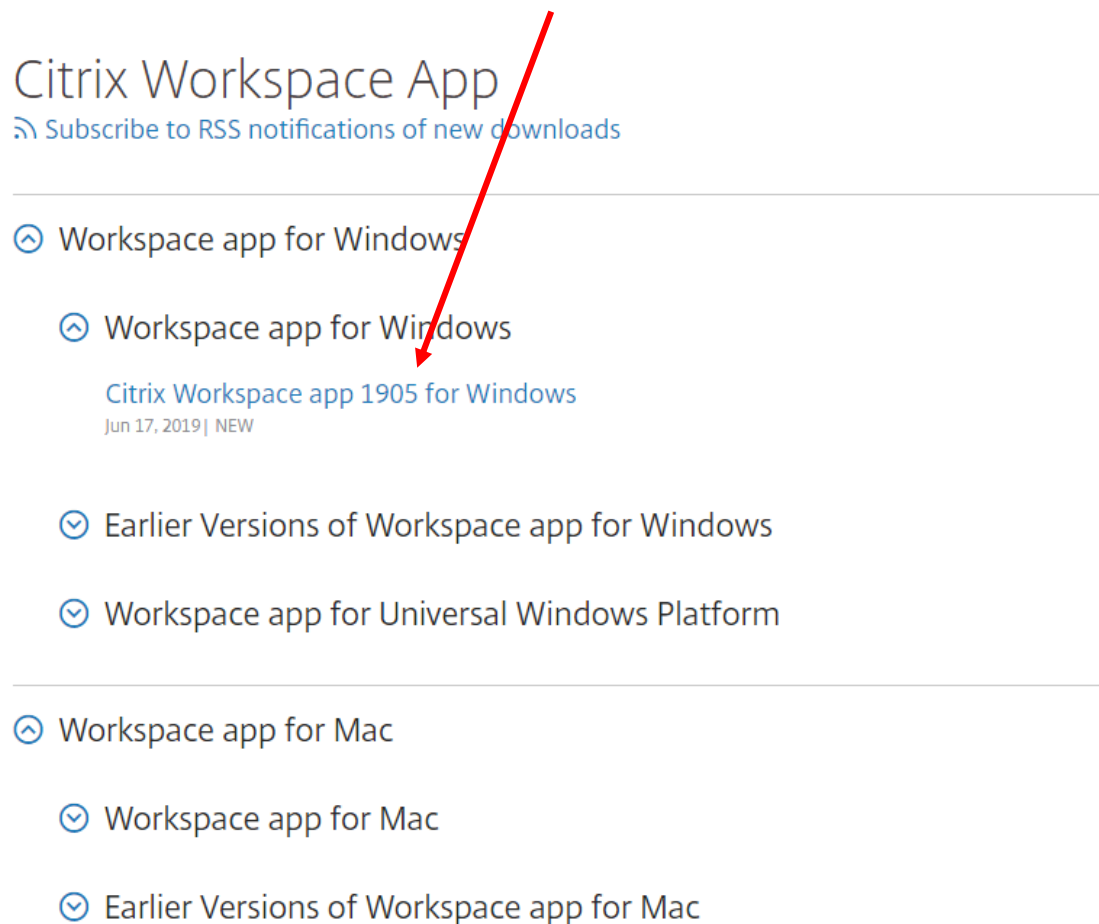 Citrix Workspace App
Subscribe to RSS notifications of new downloads
Workspace app for Windows
Workspace app for Windows
Citrix Workspace app 1905 for Windows
Jun 17, 2019 | NEW
Earlier Versions of Workspace app for Windows
Workspace app for Universal Windows Platform
Workspace app for Mac
Workspace app for Mac
Earlier Versions of Workspace app for Mac